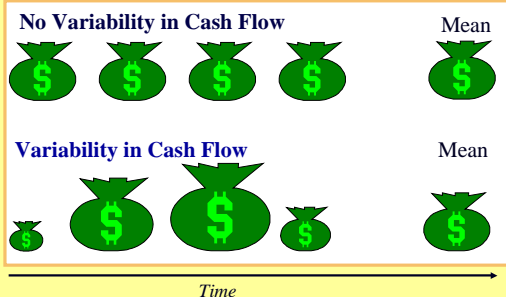 No Variability in Cash Flow Mean
$ $ $ $ $
Variability in Cash Flow Mean
$ $ $ $ $
Time